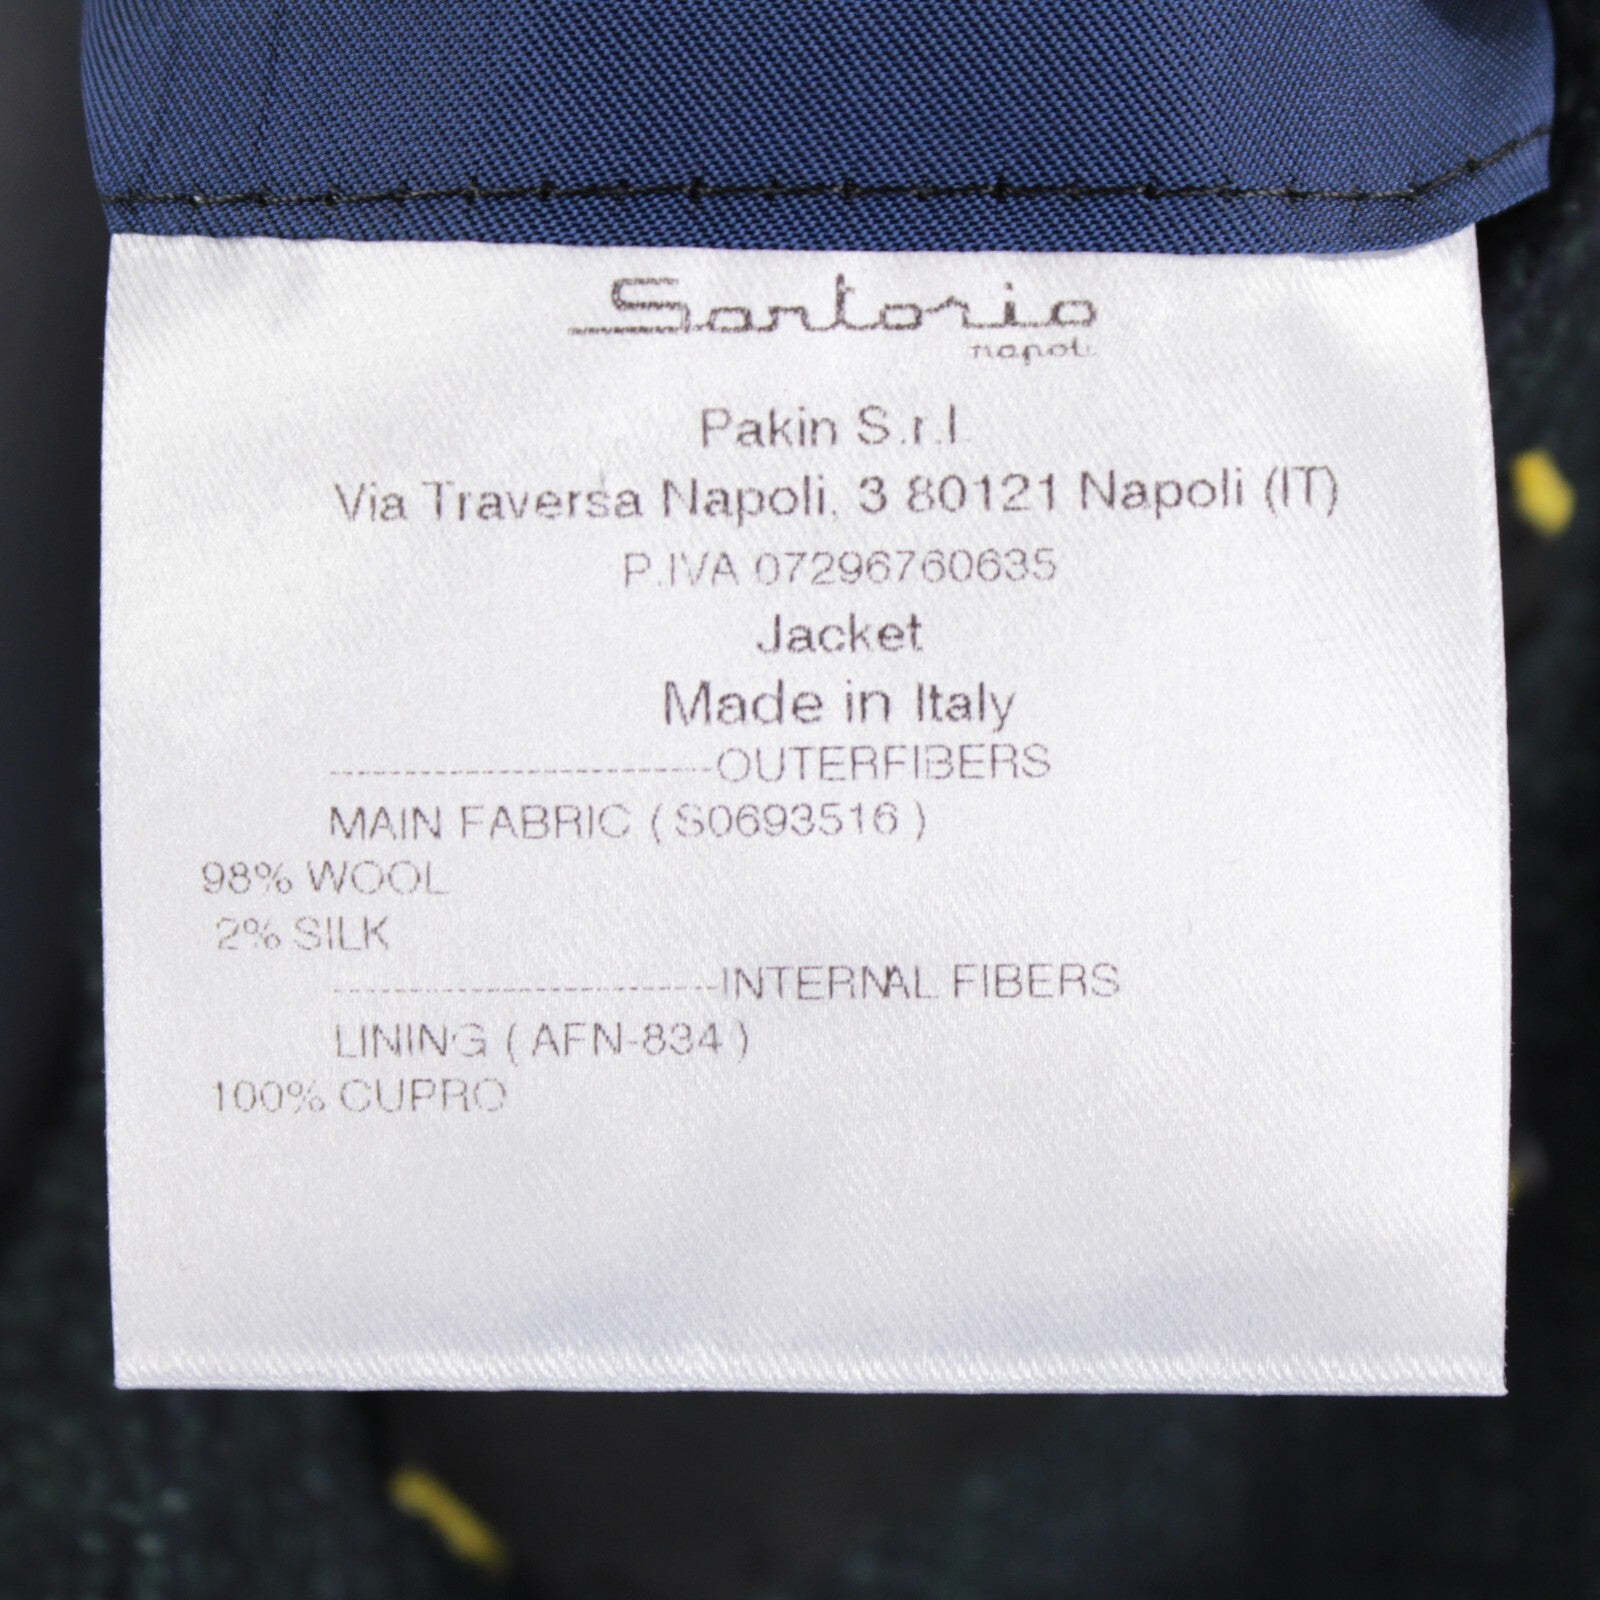 Sartorio
napoli
Pakin S.r.l.
Via Traversa Napoli, 3 80121 Napoli (IT)
P.IVA 07296760635
Jacket
Made in Italy
------------------------OUTERFIBERS
MAIN FABRIC ( S0693516 )
98% WOOL
2% SILK
------------------------INTERNAL FIBERS
LINING ( AFN-834 )
100% CUPRO